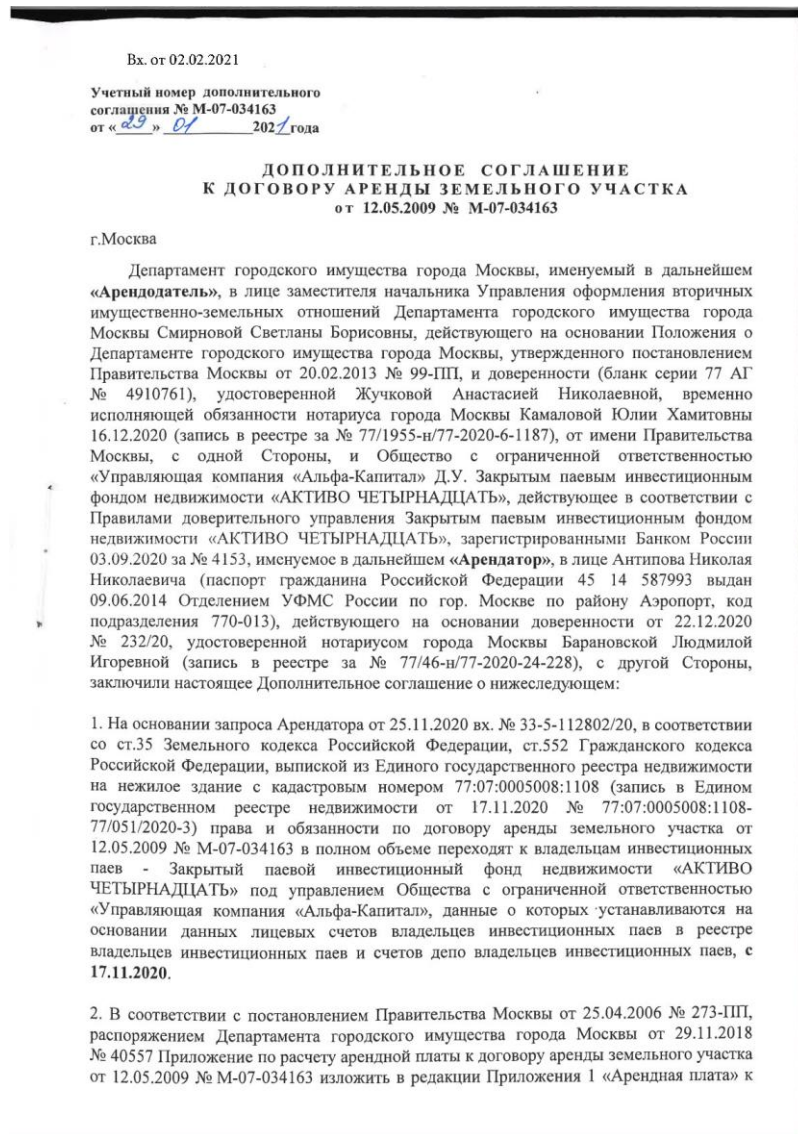 Вх. от 02.02.2021
Учетный номер дополнительного
соглашения № М-07-034163
от «29» 01 2021 года
ДОПОЛНИТЕЛЬНОЕ СОГЛАШЕНИЕ
К ДОГОВОРУ АРЕНДЫ ЗЕМЕЛЬНОГО УЧАСТКА
от 12.05.2009 № М-07-034163
г.Москва
Департамент городского имущества города Москвы, именуемый в дальнейшем
«Арендодатель», в лице заместителя начальника Управления оформления вторичных
имущественно-земельных отношений Департамента городского имущества города
Москвы Смирновой Светланы Борисовны, действующего на основании Положения о
Департаменте городского имущества города Москвы, утвержденного постановлением
Правительства Москвы от 20.02.2013 № 99-ПП, и доверенности (бланк серии 77 АГ
№ 4910761), удостоверенной Жучковой Анастасией Николаевной, временно
исполняющей обязанности нотариуса города Москвы Камаловой Юлии Хамитовны
16.12.2020 (запись в реестре за № 77/1955-н/77-2020-6-1187), от имени Правительства
Москвы, с одной Стороны, и Общество с ограниченной ответственностью
«Управляющая компания «Альфа-Капитал» Д.У. Закрытым паевым инвестиционным
фондом недвижимости «АКТИВО ЧЕТЫРНАДЦАТЬ», действующее в соответствии с
Правилами доверительного управления Закрытым паевым инвестиционным фондом
недвижимости «АКТИВО ЧЕТЫРНАДЦАТЬ», зарегистрированными Банком России
03.09.2020 за № 4153, именуемое в дальнейшем «Арендатор», в лице Антипова Николая
Николаевича (паспорт гражданина Российской Федерации 45 14 587993 выдан
09.06.2014 Отделением УФМС России по гор. Москве по району Аэропорт, код
подразделения 770-013), действующего на основании доверенности от 22.12.2020
№ 232/20, удостоверенной нотариусом города Москвы Барановской Людмилой
Игоревной (запись в реестре за № 77/46-н/77-2020-24-228), с другой Стороны,
заключили настоящее Дополнительное соглашение о нижеследующем:
1. На основании запроса Арендатора от 25.11.2020 вх. № 33-5-112802/20, в соответствии
со ст.35 Земельного кодекса Российской Федерации, ст.552 Гражданского кодекса
Российской Федерации, выпиской из Единого государственного реестра недвижимости
на нежилое здание с кадастровым номером 77:07:0005008:1108 (запись в Едином
государственном реестре недвижимости от 17.11.2020 № 77:07:0005008:1108-
77/051/2020-3) права и обязанности по договору аренды земельного участка от
12.05.2009 № М-07-034163 в полном объеме переходят к владельцам инвестиционных
паев - Закрытый паевой инвестиционный фонд недвижимости «АКТИВО
ЧЕТЫРНАДЦАТЬ» под управлением Общества с ограниченной ответственностью
«Управляющая компания «Альфа-Капитал», данные о которых устанавливаются на
основании данных лицевых счетов владельцев инвестиционных паев в реестре
владельцев инвестиционных паев и счетов депо владельцев инвестиционных паев, с
17.11.2020.
2. В соответствии с постановлением Правительства Москвы от 25.04.2006 № 273-ПП,
распоряжением Департамента городского имущества города Москвы от 29.11.2018
№ 40557 Приложение по расчету арендной платы к договору аренды земельного участка
от 12.05.2009 № М-07-034163 изложить в редакции Приложения 1 «Арендная плата» к